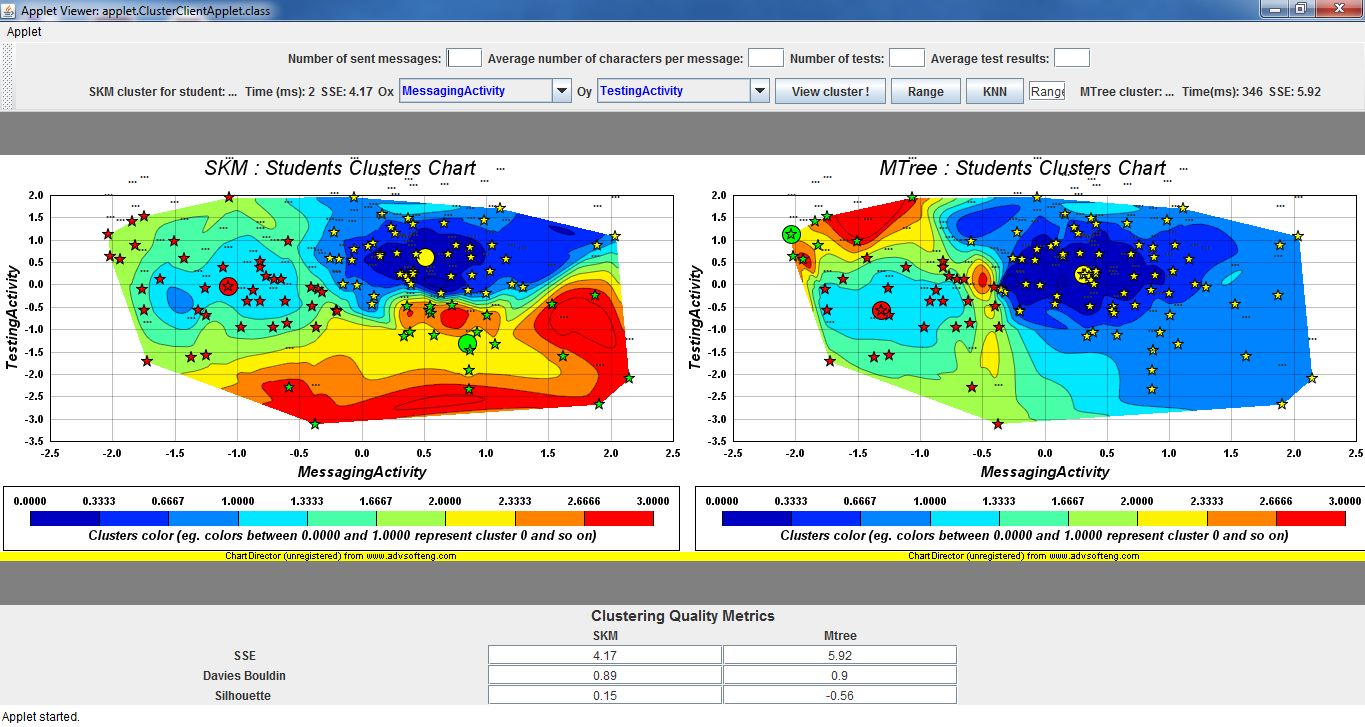 Applet Viewer: applet.ClusterClientApplet.class
Applet
Number of sent messages: Average number of characters per message: Number of tests: Average test results:
SKM cluster for student: ... Time (ms): 2 SSE: 4.17 Ox MessagingActivity Oy TestingActivity View cluster ! Range KNN Range MTree cluster: ... Time(ms): 346 SSE: 5.92
SKM : Students Clusters Chart
TestingActivity
2.0
1.5
1.0
0.5
0.0
-0.5
-1.0
-1.5
-2.0
-2.5
-3.0
-3.5
-2.5 -2.0 -1.5 -1.0 -0.5 0.0 0.5 1.0 1.5 2.0 2.5
MessagingActivity
0.0000 0.3333 0.6667 1.0000 1.3333 1.6667 2.0000 2.3333 2.6666 3.0000
Clusters color (eg. colors between 0.0000 and 1.0000 represent cluster 0 and so on)
ChartDirector (unregistered) from www.advsofteng.com
MTree : Students Clusters Chart
TestingActivity
2.0
1.5
1.0
0.5
0.0
-0.5
-1.0
-1.5
-2.0
-2.5
-3.0
-3.5
-2.5 -2.0 -1.5 -1.0 -0.5 0.0 0.5 1.0 1.5 2.0 2.5
MessagingActivity
0.0000 0.3333 0.6667 1.0000 1.3333 1.6667 2.0000 2.3333 2.6666 3.0000
Clusters color (eg. colors between 0.0000 and 1.0000 represent cluster 0 and so on)
ChartDirector (unregistered) from www.advsofteng.com
Clustering Quality Metrics
SKM Mtree
SSE 4.17 5.92
Davies Bouldin 0.89 0.9
Silhouette 0.15 -0.56
Applet started.